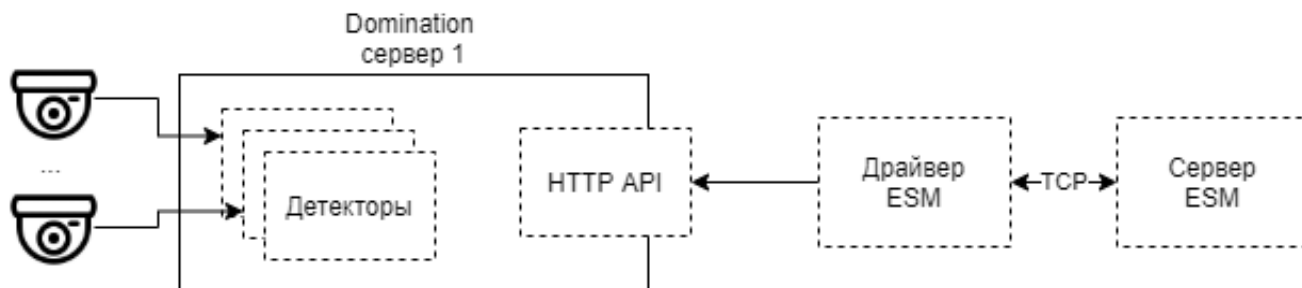 Domination
сервер 1
...
Детекторы
HTTP API
Драйвер
ESM
TCP
Сервер
ESM